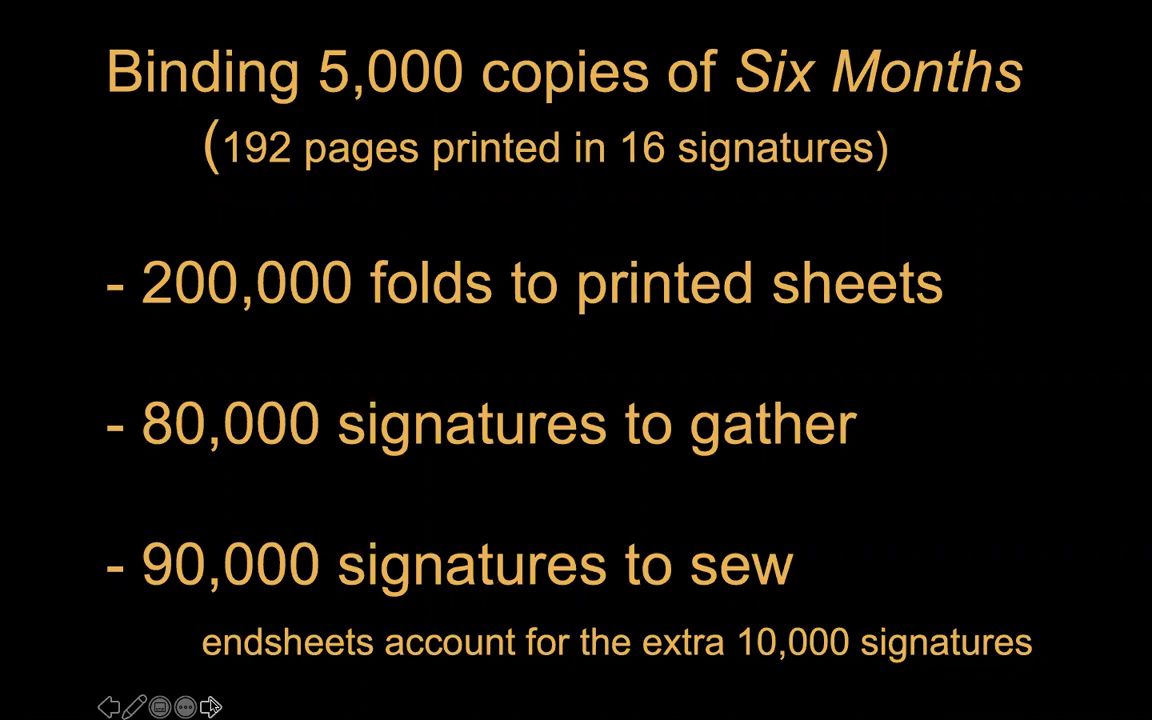 Binding 5,000 copies of Six Months
(192 pages printed in 16 signatures)
- 200,000 folds to printed sheets
- 80,000 signatures to gather
- 90,000 signatures to sew
endsheets account for the extra 10,000 signatures